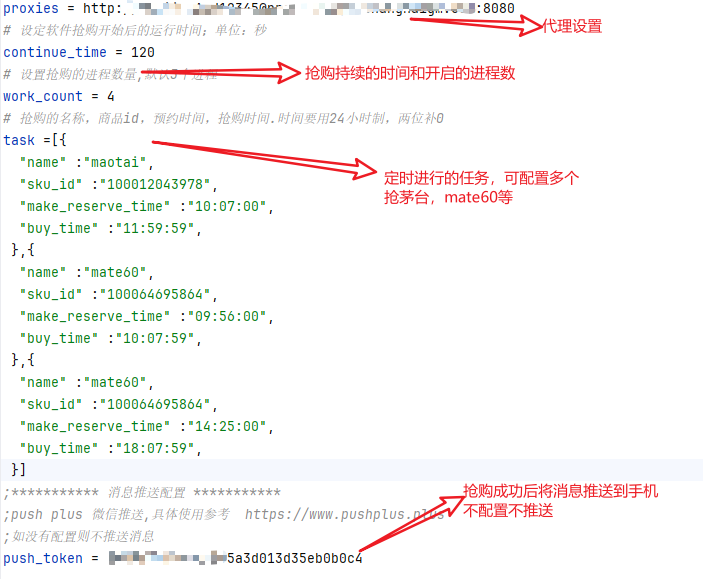 proxies = http: :8080
代理设置
# 设定软件抢购开始后的运行时间；单位：秒
continue_time = 120
# 设置抢购的进程数量,默认5个进程
抢购持续的时间和开启的进程数
work_count = 4
# 抢购的名称，商品id，预约时间，抢购时间.时间要用24小时制，两位补0
task =[{
"name" :"maotai",
"sku_id" :"100012043978",
"make_reserve_time" :"10:07:00",
"buy_time" :"11:59:59",
定时进行的任务，可配置多个
抢茅台，mate60等
},{
"name" :"mate60",
"sku_id" :"100064695864",
"make_reserve_time" :"09:56:00",
"buy_time" :"10:07:59",
},{
"name" :"mate60",
"sku_id" :"100064695864",
"make_reserve_time" :"14:25:00",
"buy_time" :"18:07:59",
}]
;*********** 消息推送配置 ***********
抢购成功后将消息推送到手机
不配置不推送
;push plus 微信推送,具体使用参考 https://www.pushplus.plus
;如没有配置则不推送消息
push_token = 5a3d013d35eb0b0c4